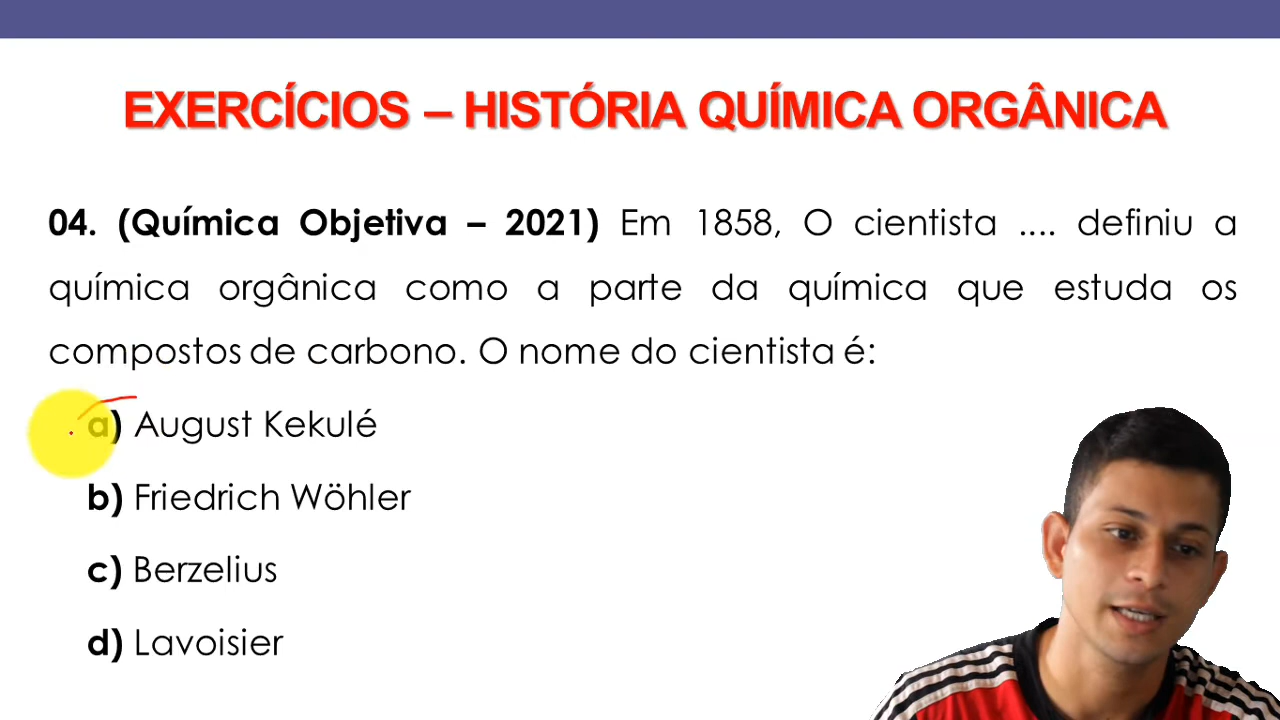 EXERCÍCIOS – HISTÓRIA QUÍMICA ORGÂNICA
04. (Química Objetiva – 2021) Em 1858, O cientista .... definiu a
química orgânica como a parte da química que estuda os
compostos de carbono. O nome do cientista é:
a) August Kekulé
b) Friedrich Wöhler
c) Berzelius
d) Lavoisier